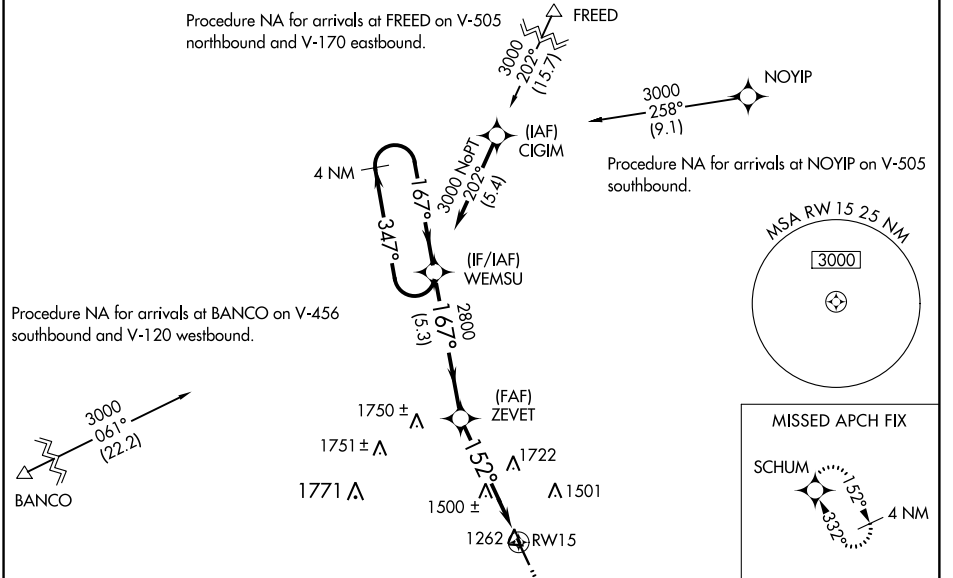 Procedure NA for arrivals at FREED on V-505
northbound and V-170 eastbound.
FREED
3000
202°
(15.7)
NOYIP
3000
258°
(9.1)
(IAF)
CIGIM
Procedure NA for arrivals at NOYIP on V-505
southbound.
4 NM
3000 NoPT
202°
(5.4)
167°
347°
MSA RW 15 25 NM
3000
(IF/IAF)
WEMSU
Procedure NA for arrivals at BANCO on V-456
southbound and V-120 westbound.
2800
167°
(5.3)
3000
061°
(22.2)
BANCO
(FAF)
ZEVET
1750 ±
1751 ±
1771
152°
1722
1500 ±
1501
1262
RW15
MISSED APCH FIX
SCHUM
152°
332°
4 NM